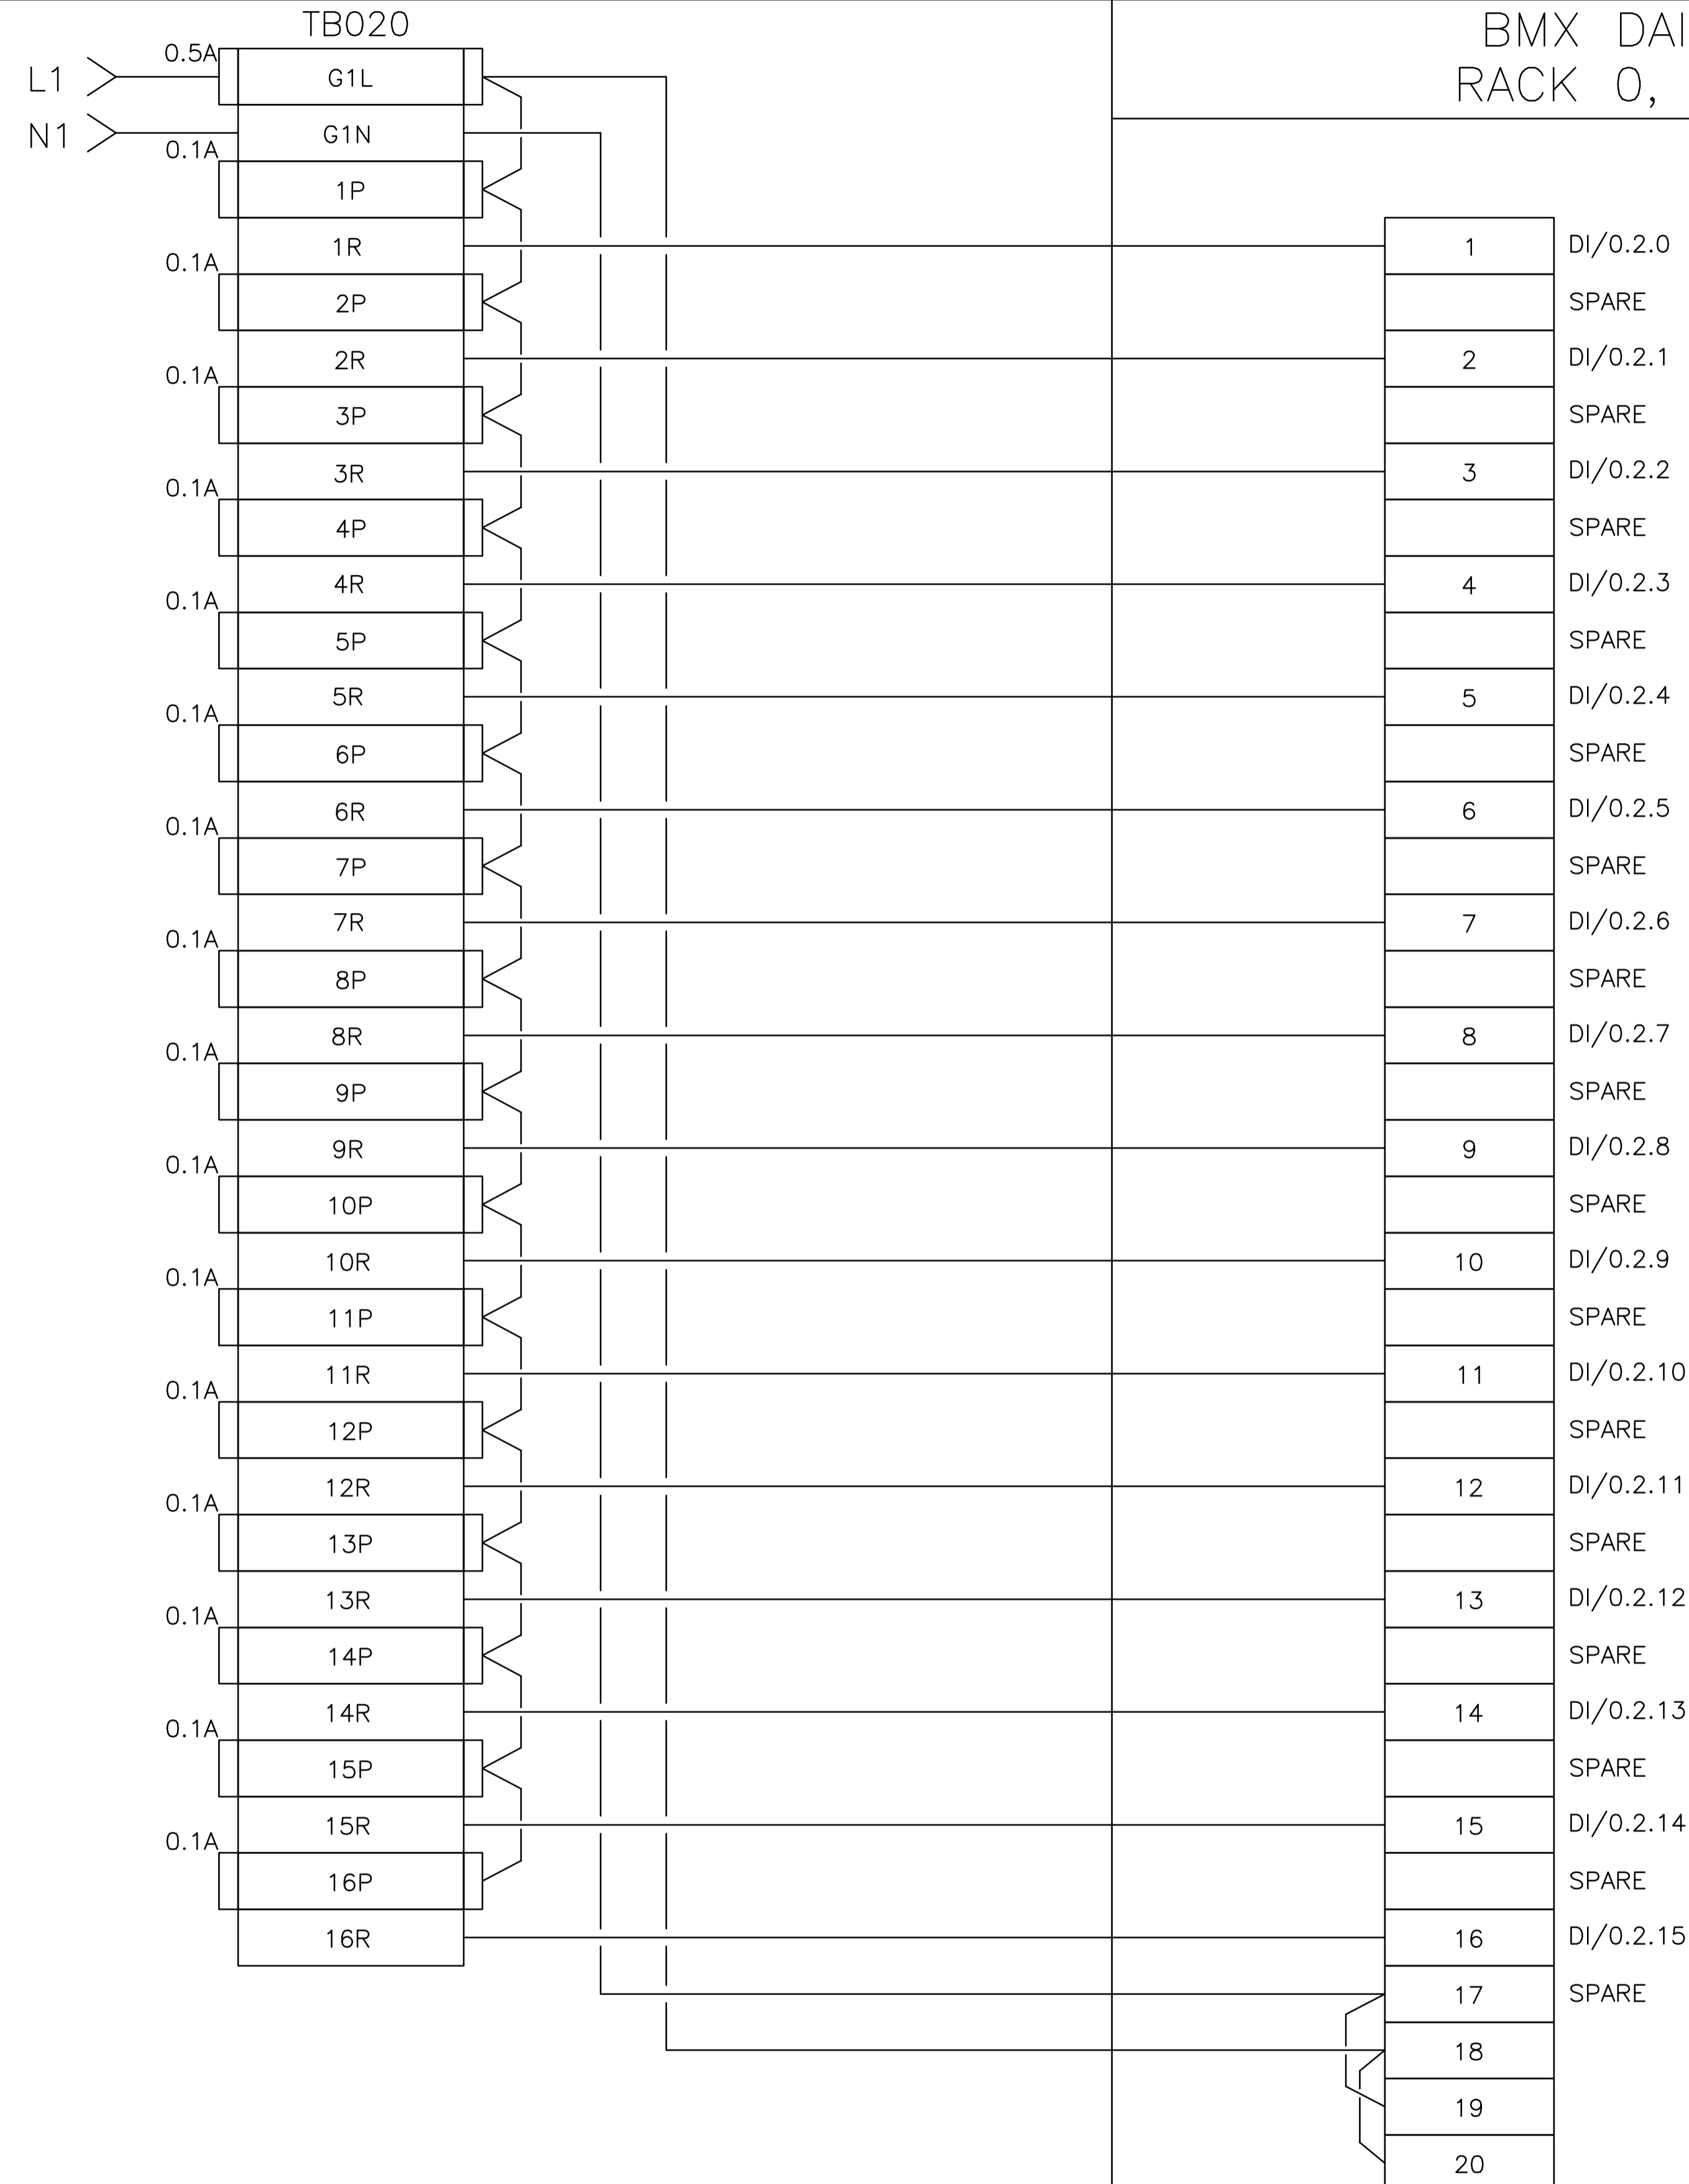 TB020
BMX DAI
RACK 0,
L1 0.5A G1L
N1 G1N
0.1A 1P
1R 1 DI/0.2.0
0.1A 2P SPARE
2R 2 DI/0.2.1
0.1A 3P SPARE
3R 3 DI/0.2.2
0.1A 4P SPARE
4R 4 DI/0.2.3
0.1A 5P SPARE
5R 5 DI/0.2.4
0.1A 6P SPARE
6R 6 DI/0.2.5
0.1A 7P SPARE
7R 7 DI/0.2.6
0.1A 8P SPARE
8R 8 DI/0.2.7
0.1A 9P SPARE
9R 9 DI/0.2.8
0.1A 10P SPARE
10R 10 DI/0.2.9
0.1A 11P SPARE
11R 11 DI/0.2.10
0.1A 12P SPARE
12R 12 DI/0.2.11
0.1A 13P SPARE
13R 13 DI/0.2.12
0.1A 14P SPARE
14R 14 DI/0.2.13
0.1A 15P SPARE
15R 15 DI/0.2.14
0.1A 16P SPARE
16R 16 DI/0.2.15
17 SPARE
18
19
20